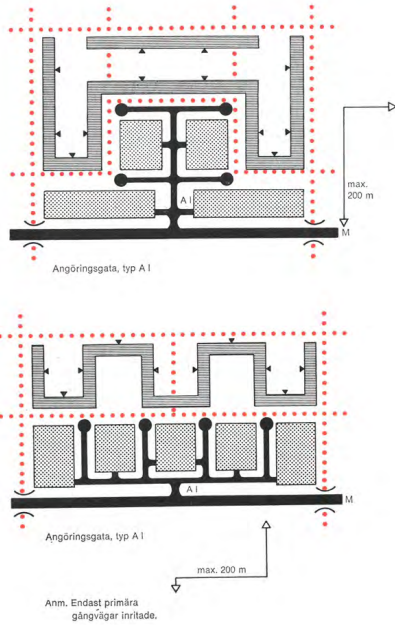 A I
max.
200 m
M
Angöringsgata, typ A I
A I
M
Angöringsgata, typ A I
max. 200 m
Anm. Endast primära
gångvägar inritade.